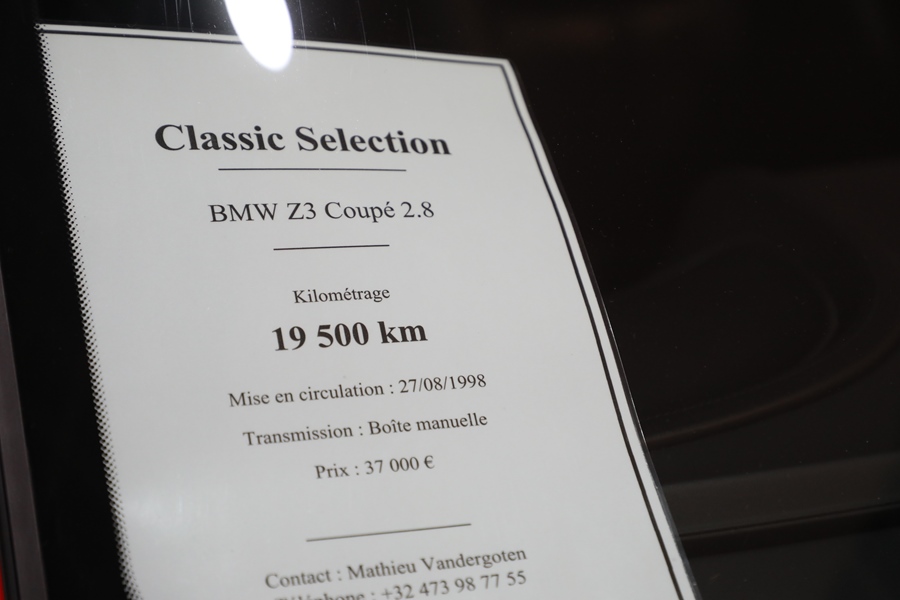 Classic Selection
BMW Z3 Coupé 2.8
Kilométrage
19 500 km
Mise en circulation : 27/08/1998
Transmission : Boîte manuelle
Prix : 37 000 €
Contact : Mathieu Vandergoten
Téléphone : +32 473 98 77 55